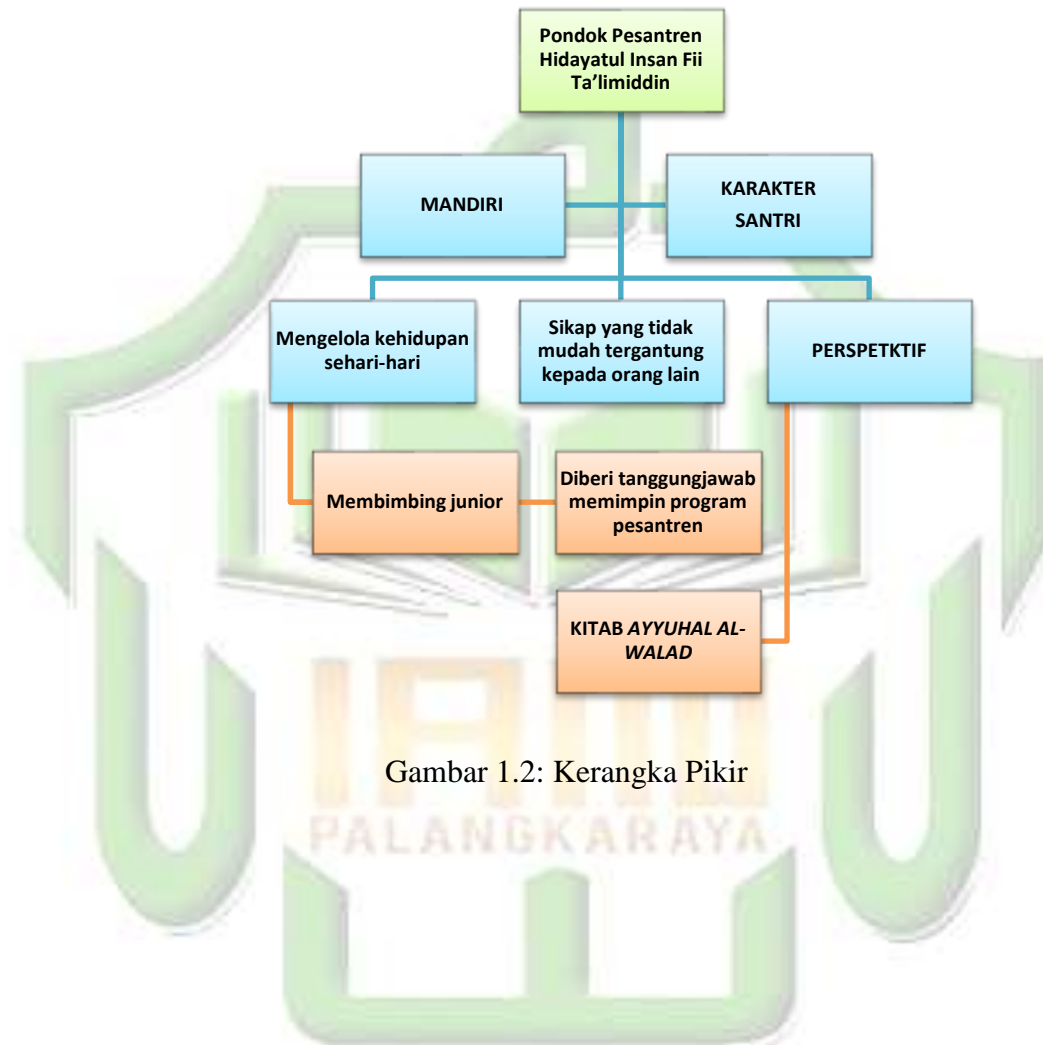 Pondok Pesantren
Hidayatul Insan Fii
Ta’limiddin
MANDIRI
KARAKTER
SANTRI
Mengelola kehidupan
sehari-hari
Sikap yang tidak
mudah tergantung
kepada orang lain
PERSPETKTIF
Membimbing junior
Diberi tanggungjawab
memimpin program
pesantren
KITAB AYYUHAL AL-
WALAD
Gambar 1.2: Kerangka Pikir
IAIN
PALANGKARAYA